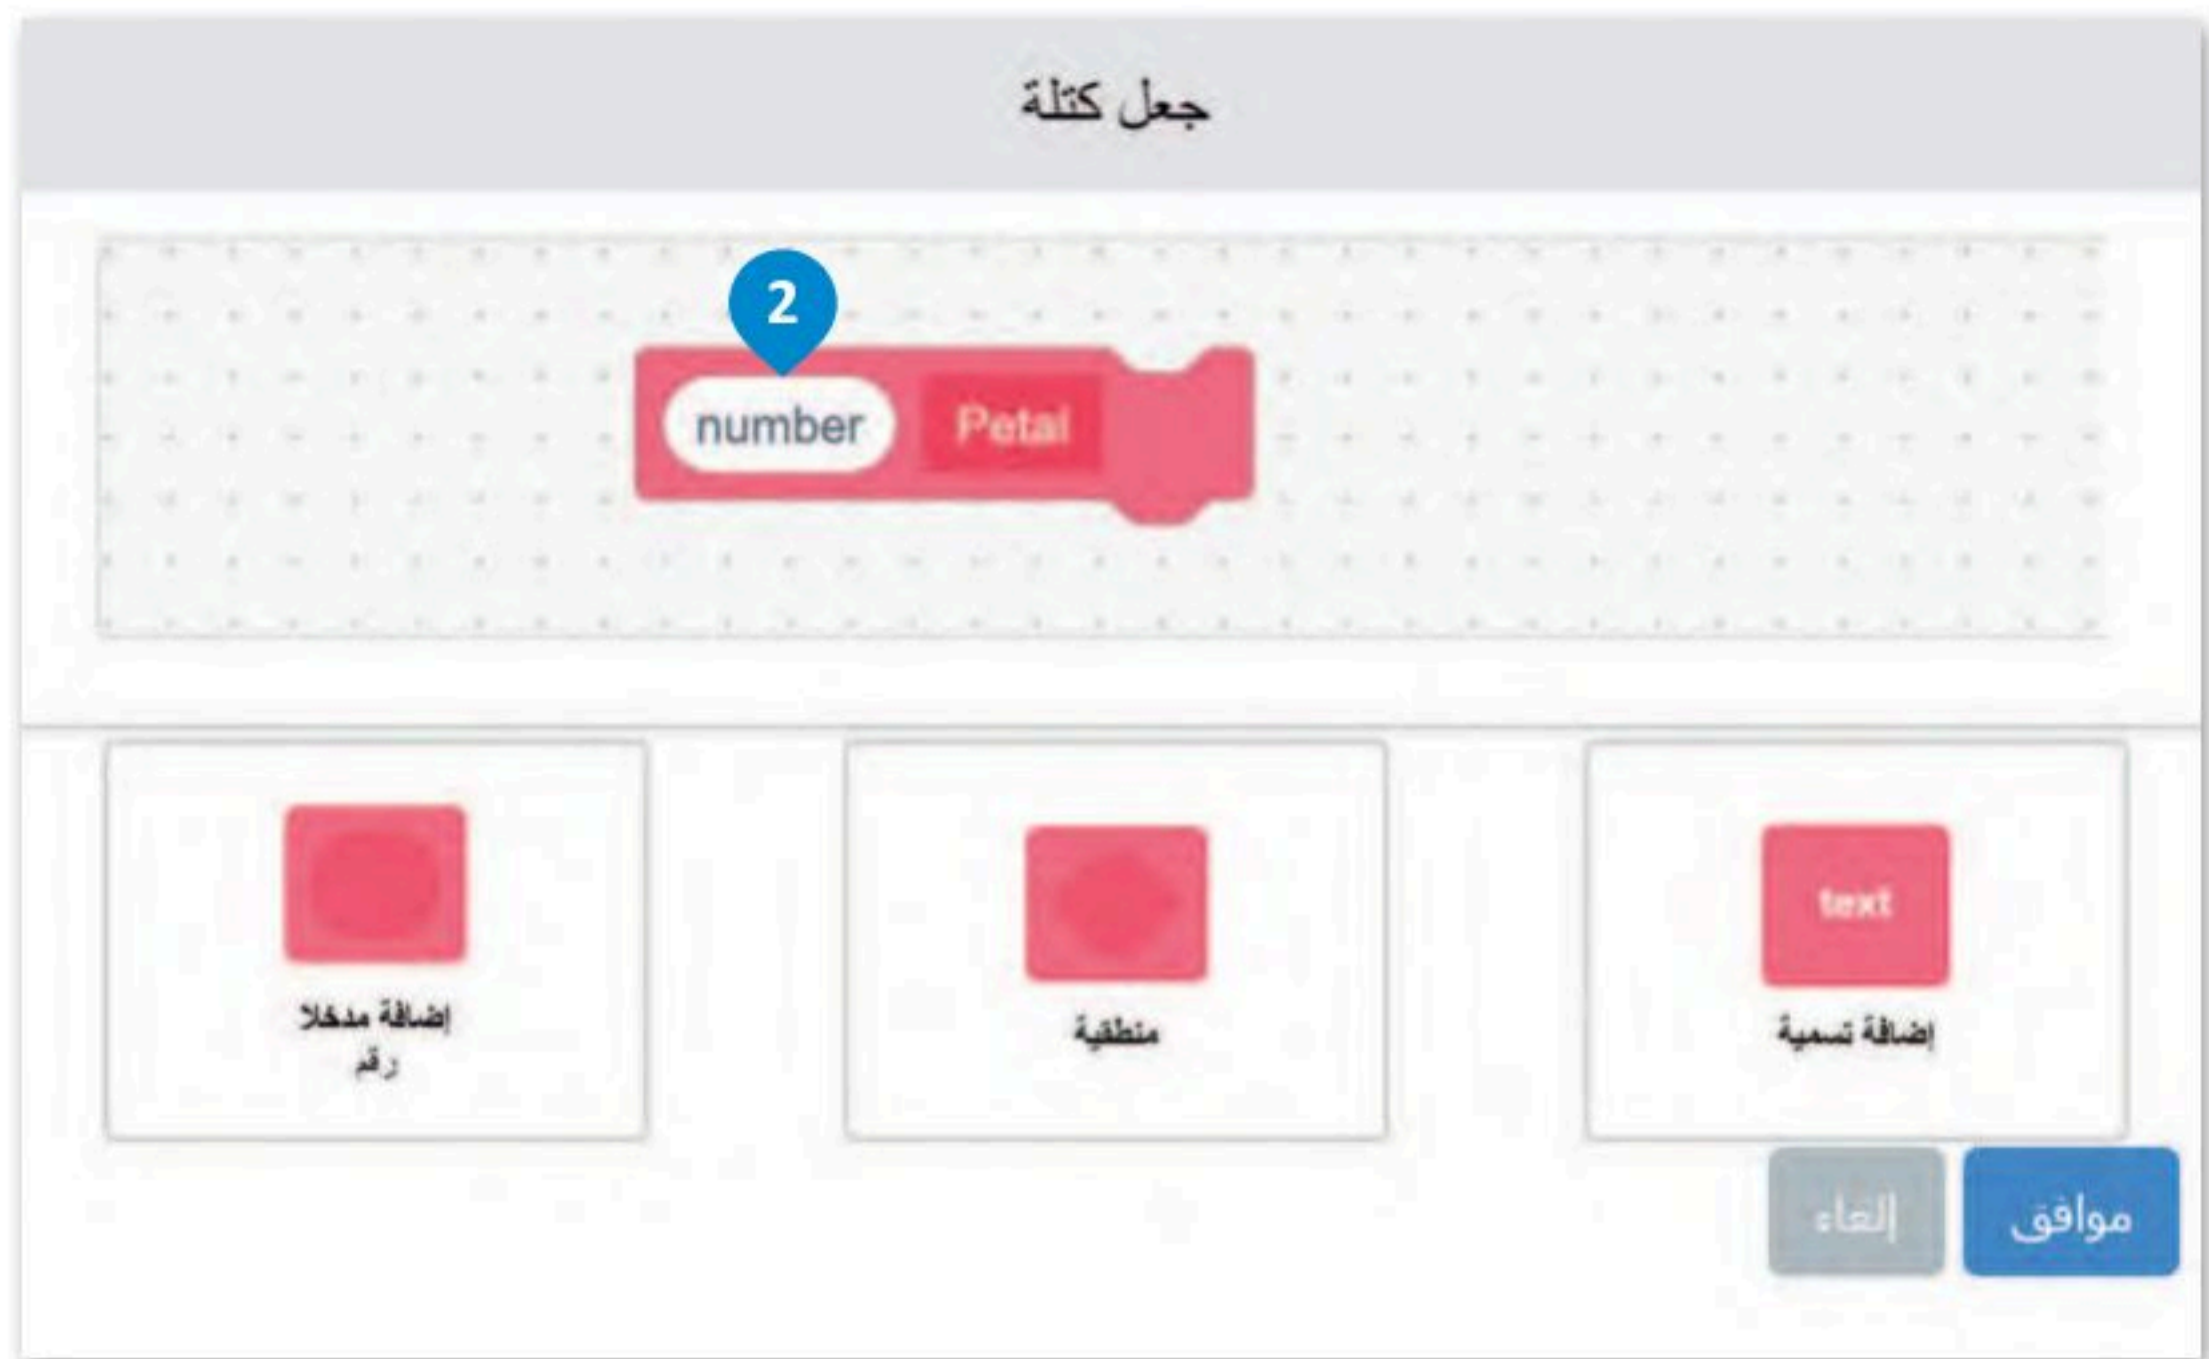 جعل كتلة
2
Petal number
text
إضافة تسمية
منطقية
إضافة مدخلا
رقم
موافق
إلغاء